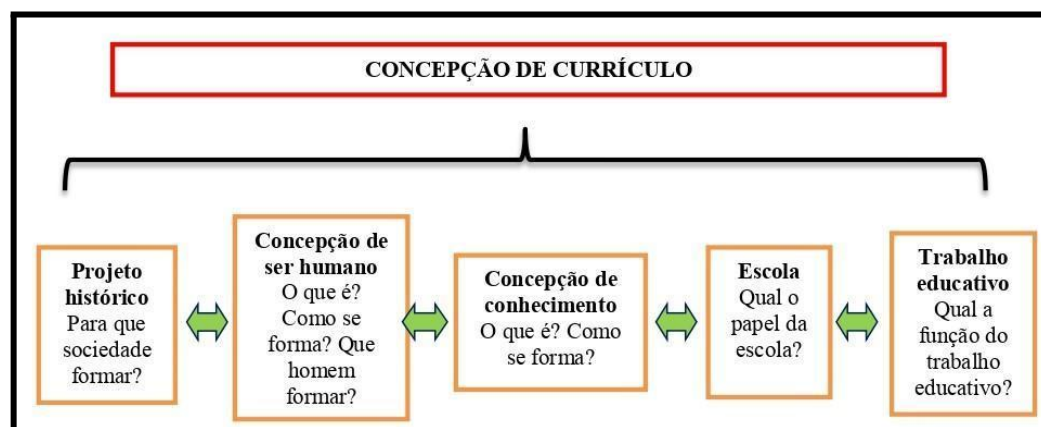 CONCEPÇÃO DE CURRÍCULO
Projeto
histórico
Para que
sociedade
formar?
Concepção de
ser humano
O que é?
Como se
forma? Que
homem
formar?
Concepção de
conhecimento
O que é? Como
se forma?
Escola
Qual o
papel da
escola?
Trabalho
educativo
Qual a
função do
trabalho
educativo?